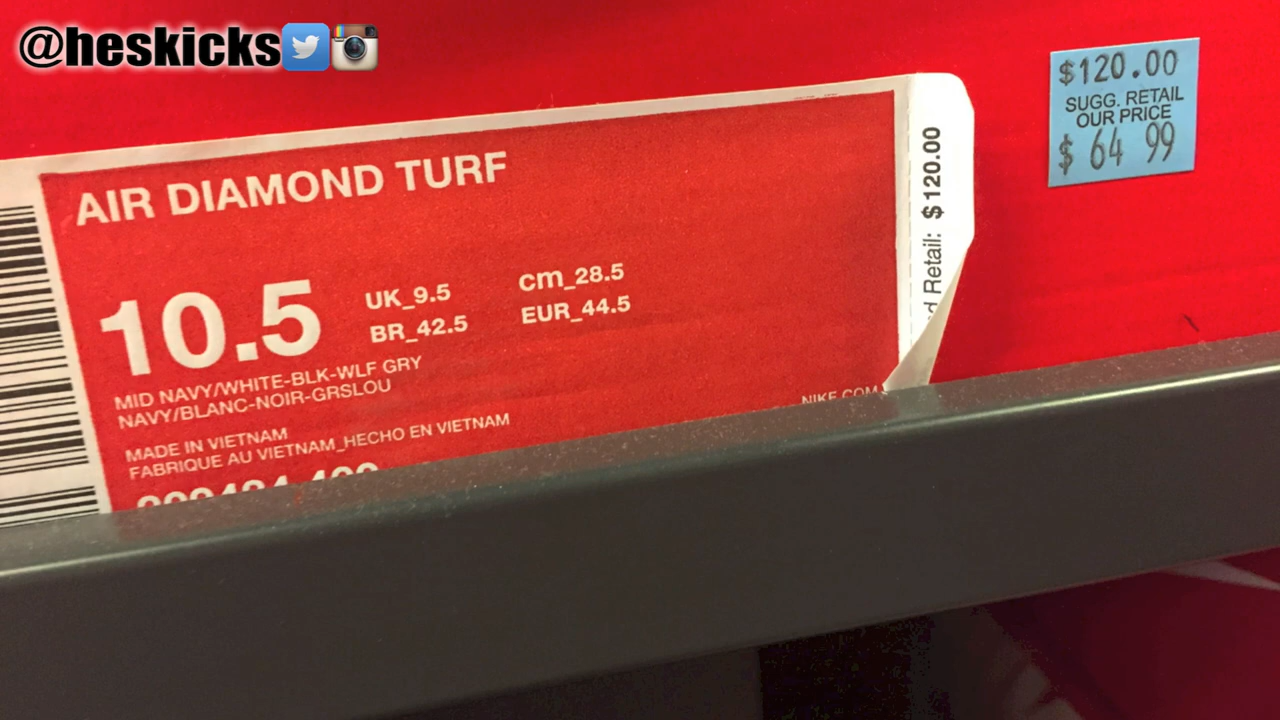 @heskicks
$120.00
SUGG. RETAIL
OUR PRICE
$ 64 99
AIR DIAMOND TURF
10.5
UK_9.5
cm_28.5
BR_42.5
EUR_44.5
MID NAVY/WHITE-BLK-WLF GRY
NAVY/BLANC-NOIR-GRSLOU
MADE IN VIETNAM
FABRIQUE AU VIETNAM_HECHO EN VIETNAM
NIKE.COM
Retail: $120.00